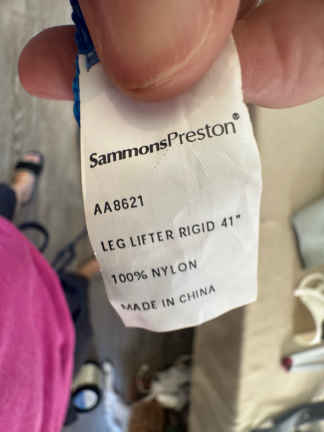 SammonsPreston®
AA8621
LEG LIFTER RIGID 41"
100% NYLON
MADE IN CHINA